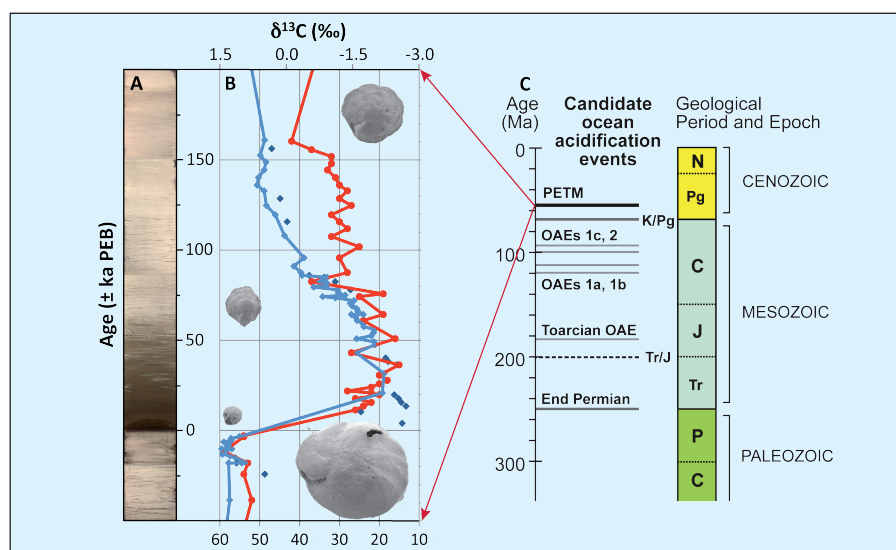 δ¹³C (‰)
1.5 0.0 -1.5 -3.0
A B
150
100
50
0
Age (± ka PEB)
60 50 40 30 20 10
C
Age (Ma)
Candidate
ocean
acidification
events
Geological
Period and Epoch
0
100
200
300
PETM
K/Pg
OAEs 1c, 2
OAEs 1a, 1b
Toarcian OAE
Tr/J
End Permian
N
Pg
C
J
Tr
P
C
CENOZOIC
MESOZOIC
PALEOZOIC